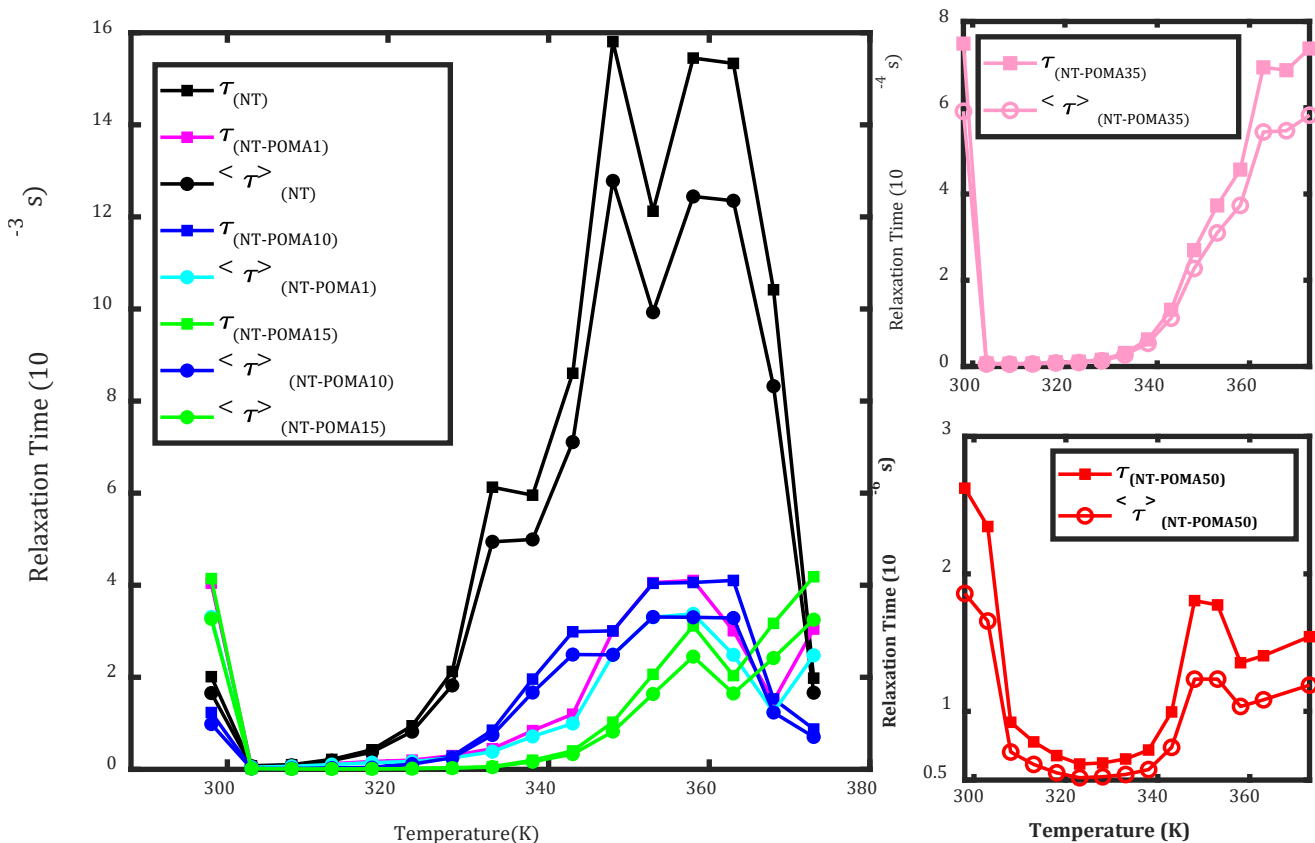 16
14
12
10
8
6
4
2
0
300
320
340
360
380
Temperature(K)
Relaxation Time (10
-3
s)
τ(NT)
τ(NT-POMA1)
<τ>(NT)
τ(NT-POMA10)
<τ>(NT-POMA1)
τ(NT-POMA15)
<τ>(NT-POMA10)
<τ>(NT-POMA15)
8
6
4
2
0
300
320
340
360
Relaxation Time (10
-4
s)
τ(NT-POMA35)
<τ>(NT-POMA35)
3
2
1
0.5
300
320
340
360
Temperature (K)
Relaxation Time (10
-6
s)
τ(NT-POMA50)
<τ>(NT-POMA50)